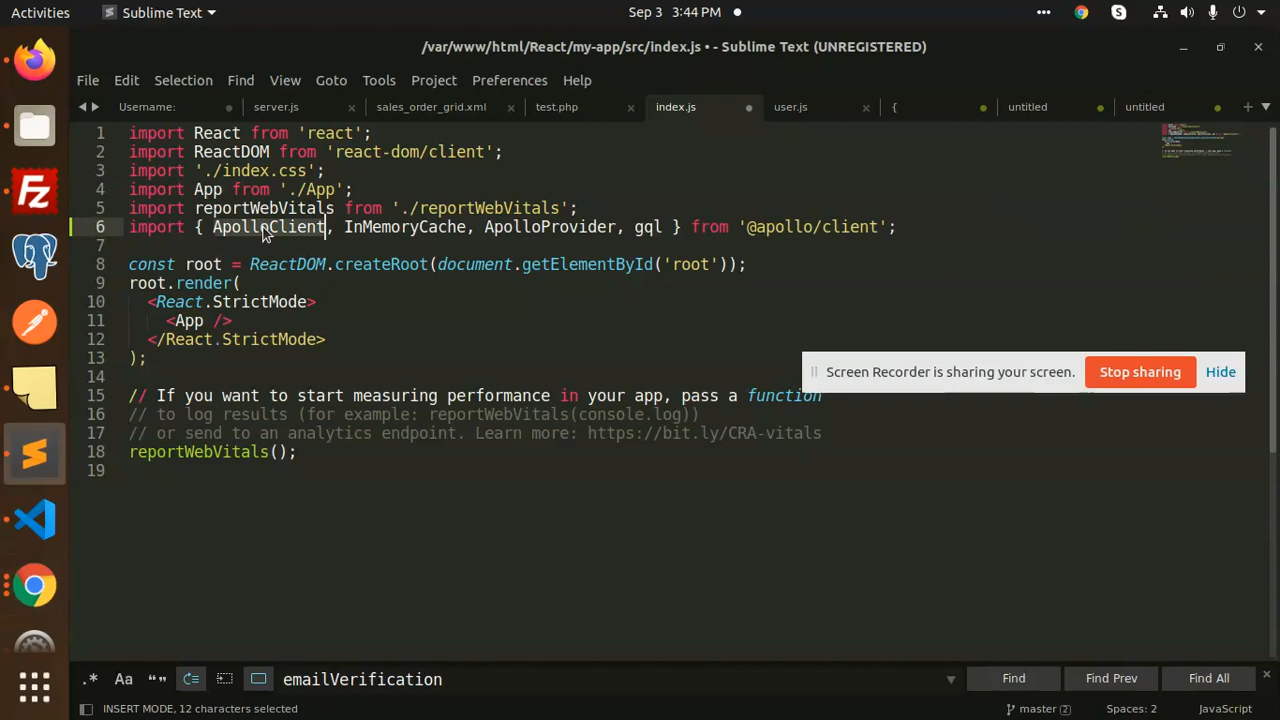 Activities
Sublime Text
Sep 3 3:44 PM
/var/www/html/React/my-app/src/index.js • - Sublime Text (UNREGISTERED)
File Edit Selection Find View Goto Tools Project Preferences Help
Username: server.js sales_order_grid.xml test.php index.js user.js { untitled untitled
1 import React from 'react';
2 import ReactDOM from 'react-dom/client';
3 import './index.css';
4 import App from './App';
5 import reportWebVitals from './reportWebVitals';
6 import { ApolloClient, InMemoryCache, ApolloProvider, gql } from '@apollo/client';
7
8 const root = ReactDOM.createRoot(document.getElementById('root'));
9 root.render(
10 <React.StrictMode>
11 <App />
12 </React.StrictMode>
13 );
14
15 // If you want to start measuring performance in your app, pass a function
16 // to log results (for example: reportWebVitals(console.log))
17 // or send to an analytics endpoint. Learn more: https://bit.ly/CRA-vitals
18 reportWebVitals();
19
Screen Recorder is sharing your screen. Stop sharing Hide
.* Aa “” emailVerification Find Find Prev Find All
INSERT MODE, 12 characters selected master 2 Spaces: 2 JavaScript